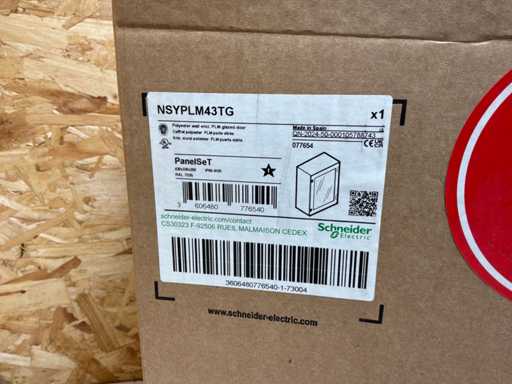 NSYPLM43TG
x1
Polyester wall encl. PLM glazed door
Coffret polyester PLM porte vitrée
Made in Spain
077654
PanelSeT
RAL 7035
3 606480 776540
schneider-electric.com/contact
CS30323 F-92506 RUEIL MALMAISON CEDEX
Schneider
Electric
3606480776540-1-73004
www.schneider-electric.com